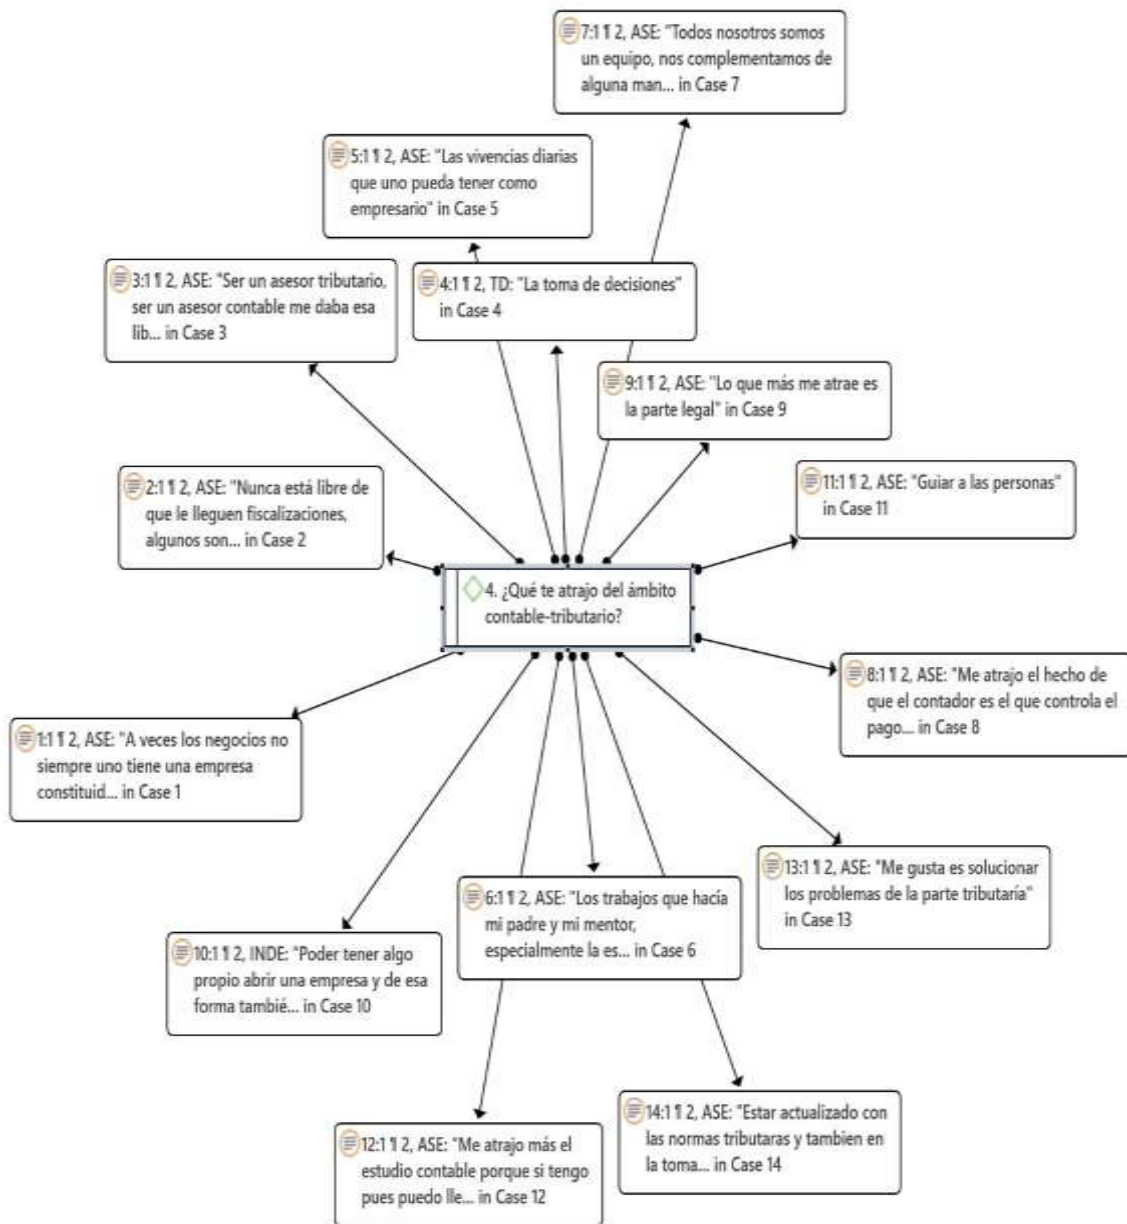 7:1 ¶ 2, ASE: "Todos nosotros somos
un equipo, nos complementamos de
alguna man... in Case 7
5:1 ¶ 2, ASE: "Las vivencias diarias
que uno pueda tener como
empresario" in Case 5
3:1 ¶ 2, ASE: "Ser un asesor tributario,
ser un asesor contable me daba esa
lib... in Case 3
4:1 ¶ 2, TD: "La toma de decisiones"
in Case 4
9:1 ¶ 2, ASE: "Lo que más me atrae es
la parte legal" in Case 9
2:1 ¶ 2, ASE: "Nunca está libre de
que le lleguen fiscalizaciones,
algunos son... in Case 2
11:1 ¶ 2, ASE: "Guiar a las personas"
in Case 11
4. ¿Qué te atrajo del ámbito
contable-tributario?
8:1 ¶ 2, ASE: "Me atrajo el hecho de
que el contador es el que controla el
pago... in Case 8
1:1 ¶ 2, ASE: "A veces los negocios no
siempre uno tiene una empresa
constituid... in Case 1
13:1 ¶ 2, ASE: "Me gusta es solucionar
los problemas de la parte tributaria"
in Case 13
6:1 ¶ 2, ASE: "Los trabajos que hacía
mi padre y mi mentor,
especialmente la es... in Case 6
10:1 ¶ 2, INDE: "Poder tener algo
propio abrir una empresa y de esa
forma tambié... in Case 10
14:1 ¶ 2, ASE: "Estar actualizado con
las normas tributaras y tambien en
la toma... in Case 14
12:1 ¶ 2, ASE: "Me atrajo más el
estudio contable porque si tengo
pues puedo lle... in Case 12